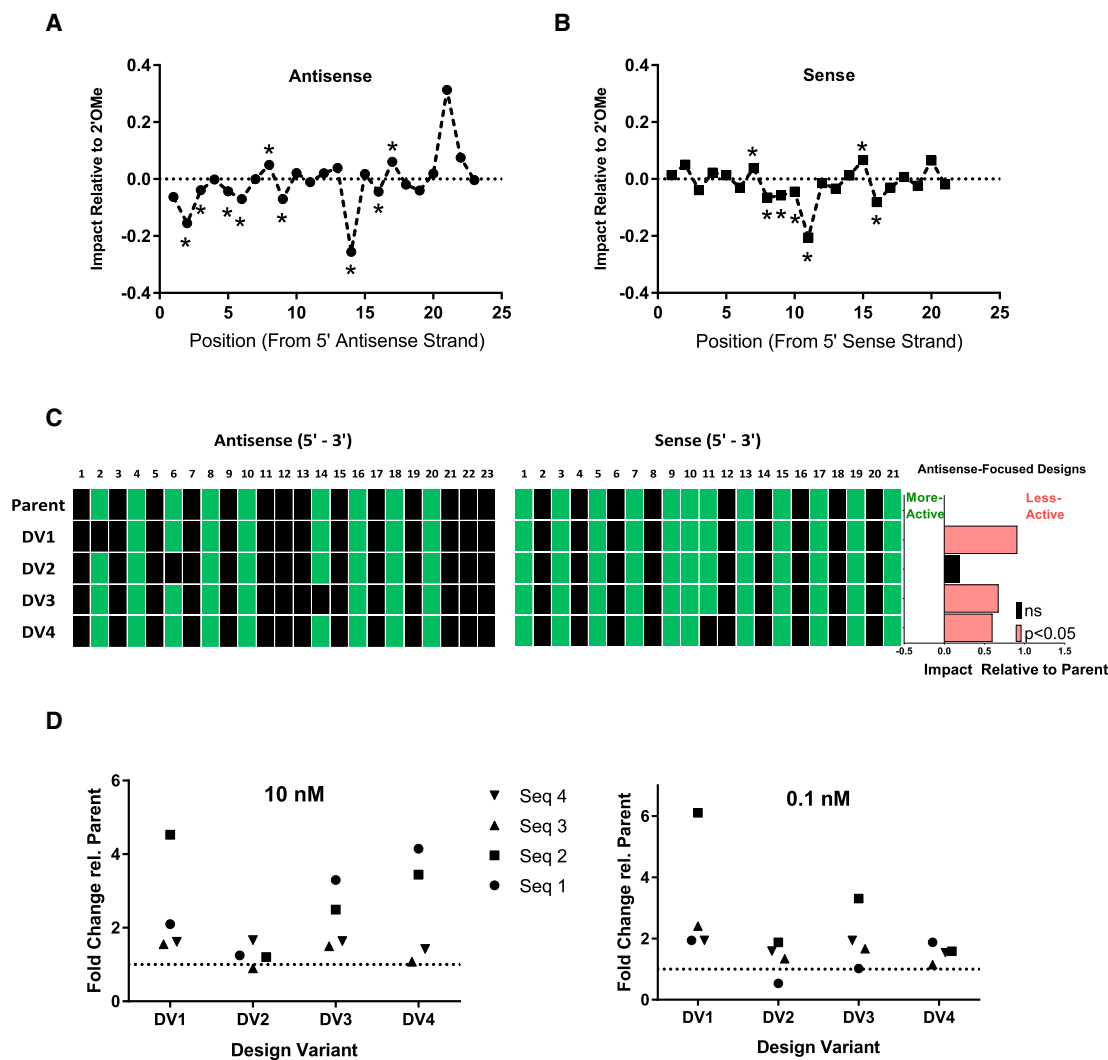 A
B
Antisense
Sense
Impact Relative to 2'OMe
0.4
0.2
0.0
-0.2
-0.4
* * * * * * * * *
0 5 10 15 20 25
Position (From 5' Antisense Strand)
Impact Relative to 2'OMe
0.4
0.2
0.0
-0.2
-0.4
* * * * * * *
0 5 10 15 20 25
Position (From 5' Sense Strand)
C
Antisense (5' - 3')
Sense (5' - 3')
1 2 3 4 5 6 7 8 9 10 11 12 13 14 15 16 17 18 19 20 21 22 23
1 2 3 4 5 6 7 8 9 10 11 12 13 14 15 16 17 18 19 20 21
Antisense-Focused Designs
Parent
DV1
DV2
DV3
DV4
More-
Active
Less-
Active
ns
p<0.05
-0.5 0.0 0.5 1.0 1.5
Impact Relative to Parent
D
10 nM
Fold Change rel. Parent
6
4
2
0
DV1 DV2 DV3 DV4
Design Variant
Seq 4
Seq 3
Seq 2
Seq 1
0.1 nM
Fold Change rel. Parent
6
4
2
0
DV1 DV2 DV3 DV4
Design Variant